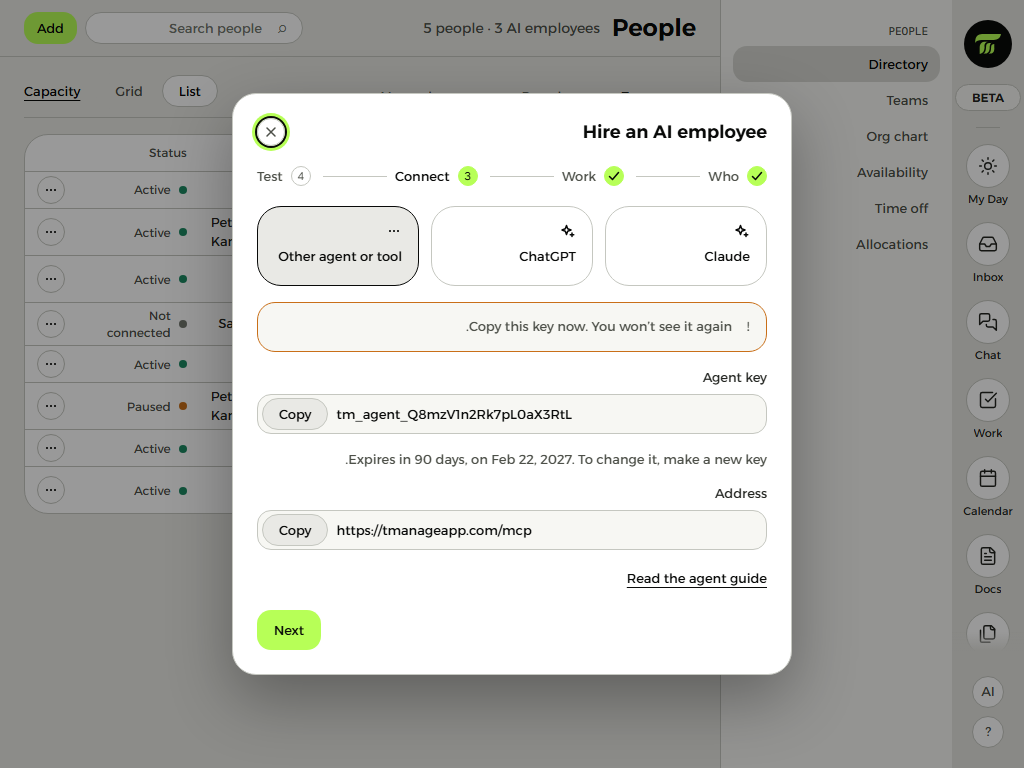 Add
Search people
5 people · 3 AI employees
People
PEOPLE
Directory
Teams
Org chart
Availability
Time off
Allocations
BETA
My Day
Inbox
Chat
Work
Calendar
Docs
AI
?
Capacity
Grid
List
Status
Active
Active
Active
Not
connected
Active
Paused
Active
Active
Hire an AI employee
Who
Work
3 Connect
4 Test
Claude
ChatGPT
Other agent or tool
! Copy this key now. You won't see it again.
Agent key
tm_agent_Q8mzV1n2Rk7pL0aX3RtL
Copy
Expires in 90 days, on Feb 22, 2027. To change it, make a new key.
Address
https://tmanageapp.com/mcp
Copy
Read the agent guide
Next